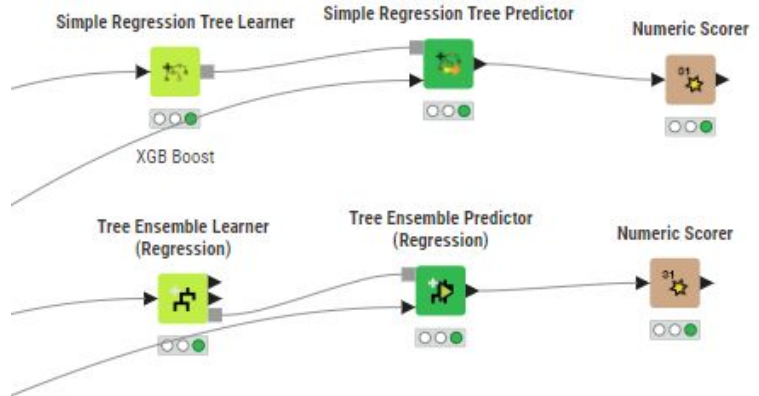 Simple Regression Tree Learner
Simple Regression Tree Predictor
Numeric Scorer
XGB Boost
Tree Ensemble Learner
(Regression)
Tree Ensemble Predictor
(Regression)
Numeric Scorer